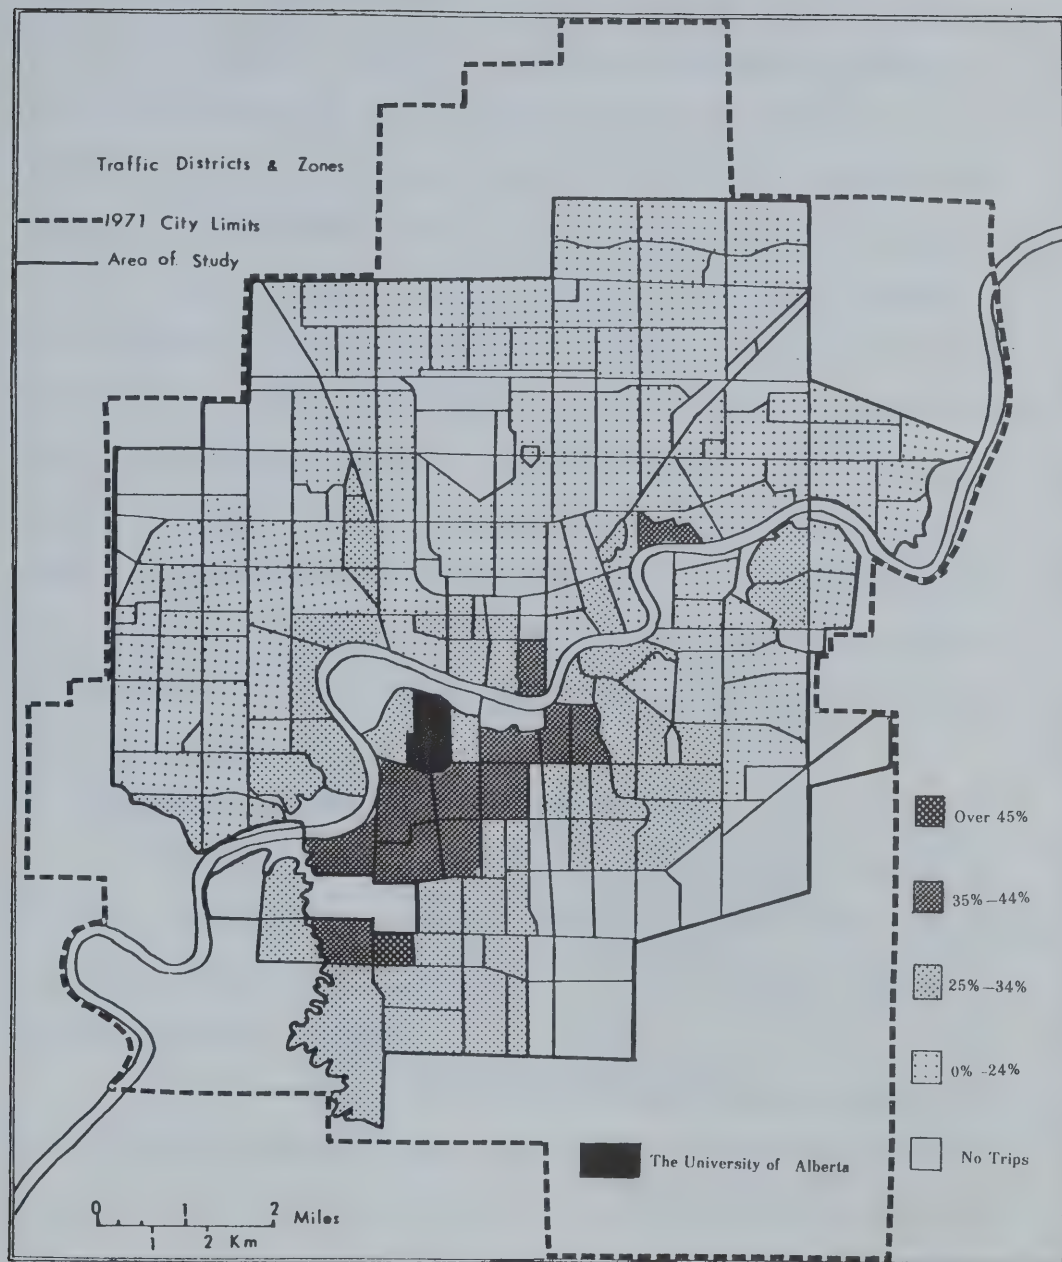 Traffic Districts & Zones
1971 City Limits
Area of Study
Over 45%
35%–44%
25%–34%
0% –24%
No Trips
The University of Alberta
0 1 2 Miles
1 2 Km